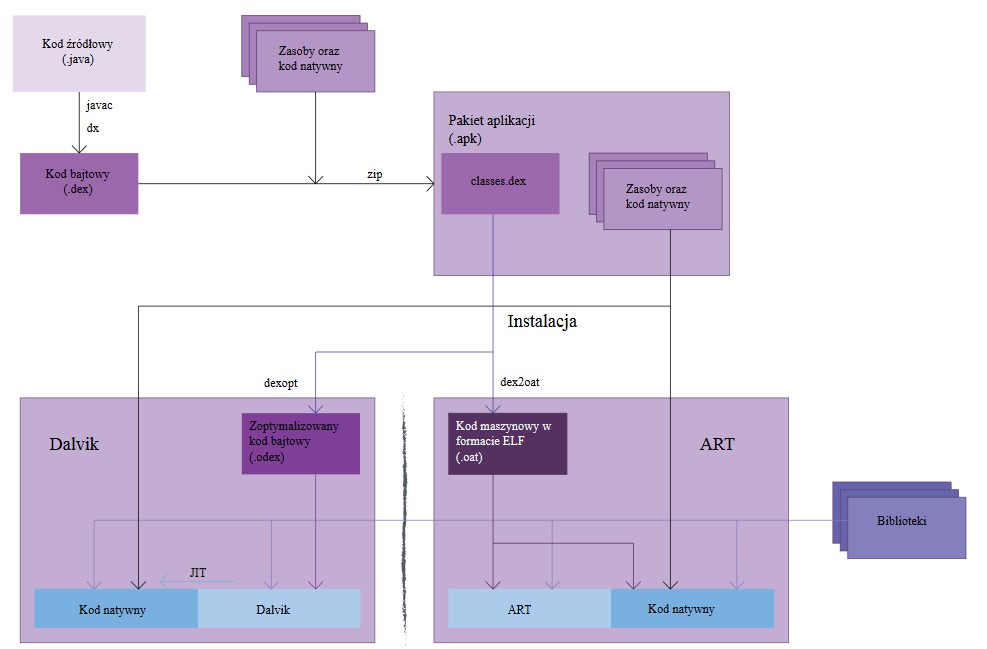 Kod źródłowy
(.java)
Zasoby oraz
kod natywny
javac
dx
Pakiet aplikacji
(.apk)
Kod bajtowy
(.dex)
zip
classes.dex
Zasoby oraz
kod natywny
Instalacja
dexopt
dex2oat
Dalvik
Zoptymalizowany
kod bajtowy
(.odex)
Kod maszynowy w
formacie ELF
(.oat)
ART
Biblioteki
JIT
Kod natywny
Dalvik
ART
Kod natywny